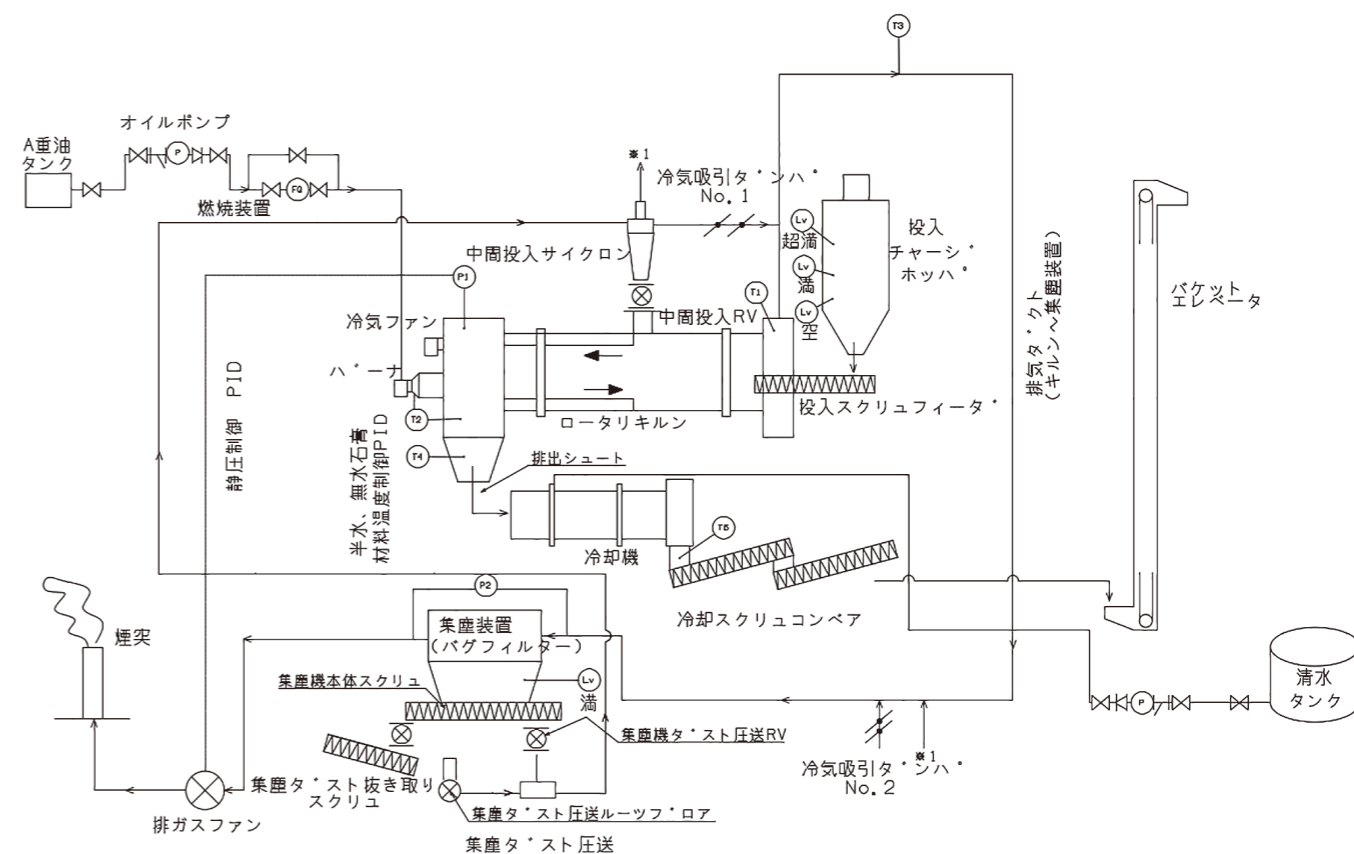 T3
オイルポンプ
A重油
タンク
P
FQ
燃焼装置
※1
冷気吸引ダンパ
No.1
中間投入サイクロン
Lv
超満
Lv
満
Lv
空
投入
チャージ
ホッパ
バケット
エレベータ
排気ダクト
(キルン～集塵装置)
P1
T1
冷気ファン
中間投入RV
バーナ
T2
T4
ロータリキルン
投入スクリュフィーダ
静圧制御 PID
半水、無水石膏
材料温度制御PID
排出シュート
T5
冷却機
冷却スクリュコンベア
P2
集塵装置
(バグフィルター)
煙突
集塵機本体スクリュ
Lv
満
集塵機ダスト圧送RV
清水
タンク
P
※1
冷気吸引ダンパ
No.2
集塵ダスト抜き取り
スクリュ
集塵ダスト圧送ルーツブロア
排ガスファン
集塵ダスト圧送